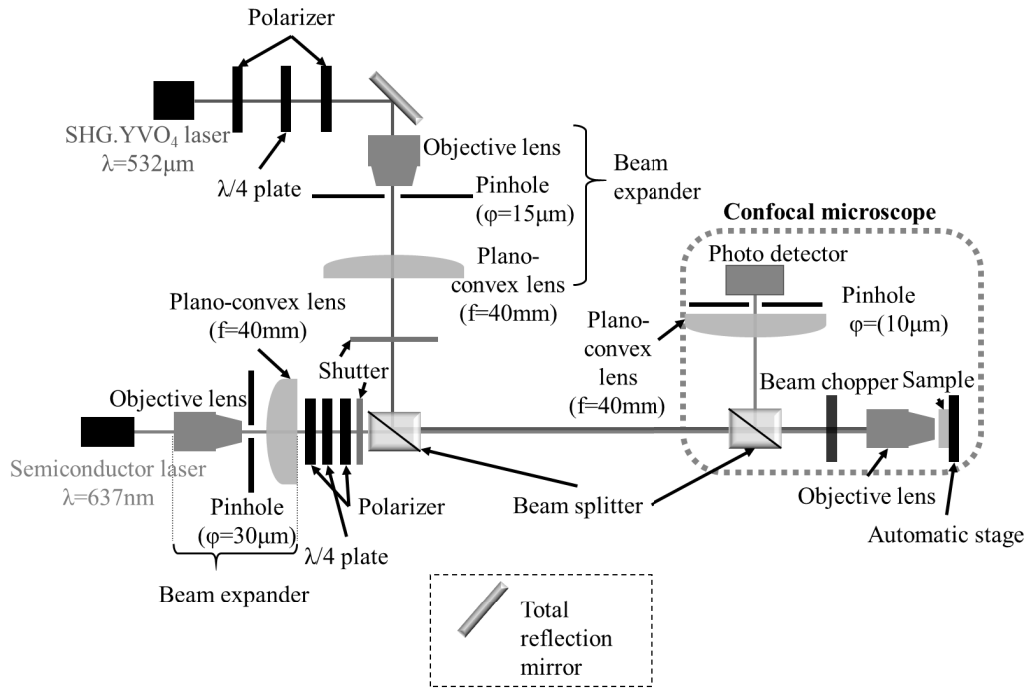 Polarizer
SHG.YVO₄ laser
λ=532μm
λ/4 plate
Objective lens
Pinhole
(φ=15μm)
Beam
expander
Plano-
convex lens
(f=40mm)
Plano-convex lens
(f=40mm)
Shutter
Objective lens
Semiconductor laser
λ=637nm
Pinhole
(φ=30μm)
Beam expander
λ/4 plate
Polarizer
Beam splitter
Confocal microscope
Photo detector
Pinhole
φ=(10μm)
Plano-
convex
lens
(f=40mm)
Beam chopper
Sample
Objective lens
Automatic stage
Total
reflection
mirror